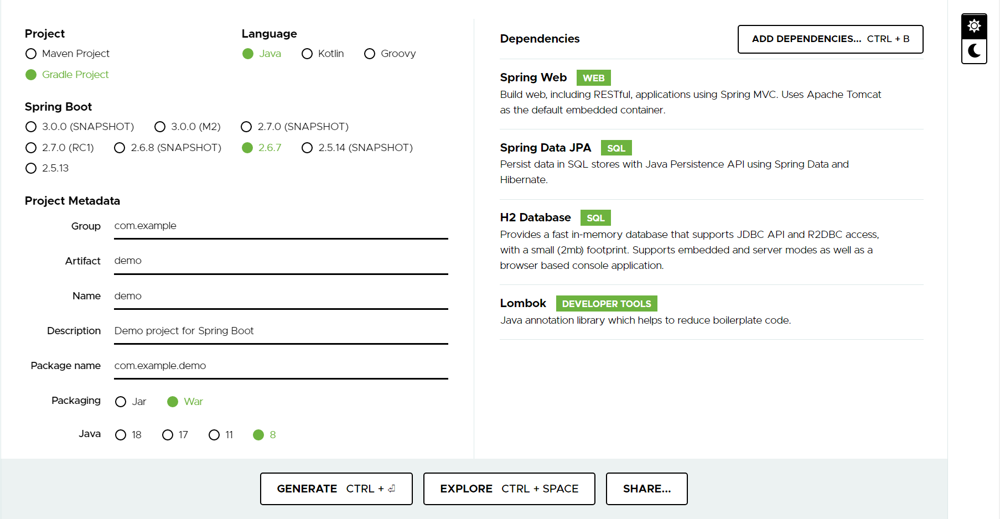 Project
Maven Project
Gradle Project
Language
Java Kotlin Groovy
Spring Boot
3.0.0 (SNAPSHOT) 3.0.0 (M2) 2.7.0 (SNAPSHOT)
2.7.0 (RC1) 2.6.8 (SNAPSHOT) 2.6.7 2.5.14 (SNAPSHOT)
2.5.13
Project Metadata
Group com.example
Artifact demo
Name demo
Description Demo project for Spring Boot
Package name com.example.demo
Packaging Jar War
Java 18 17 11 8
Dependencies
ADD DEPENDENCIES... CTRL + B
Spring Web WEB
Build web, including RESTful, applications using Spring MVC. Uses Apache Tomcat
as the default embedded container.
Spring Data JPA SQL
Persist data in SQL stores with Java Persistence API using Spring Data and
Hibernate.
H2 Database SQL
Provides a fast in-memory database that supports JDBC API and R2DBC access,
with a small (2mb) footprint. Supports embedded and server modes as well as a
browser based console application.
Lombok DEVELOPER TOOLS
Java annotation library which helps to reduce boilerplate code.
GENERATE CTRL + ⏎
EXPLORE CTRL + SPACE
SHARE...